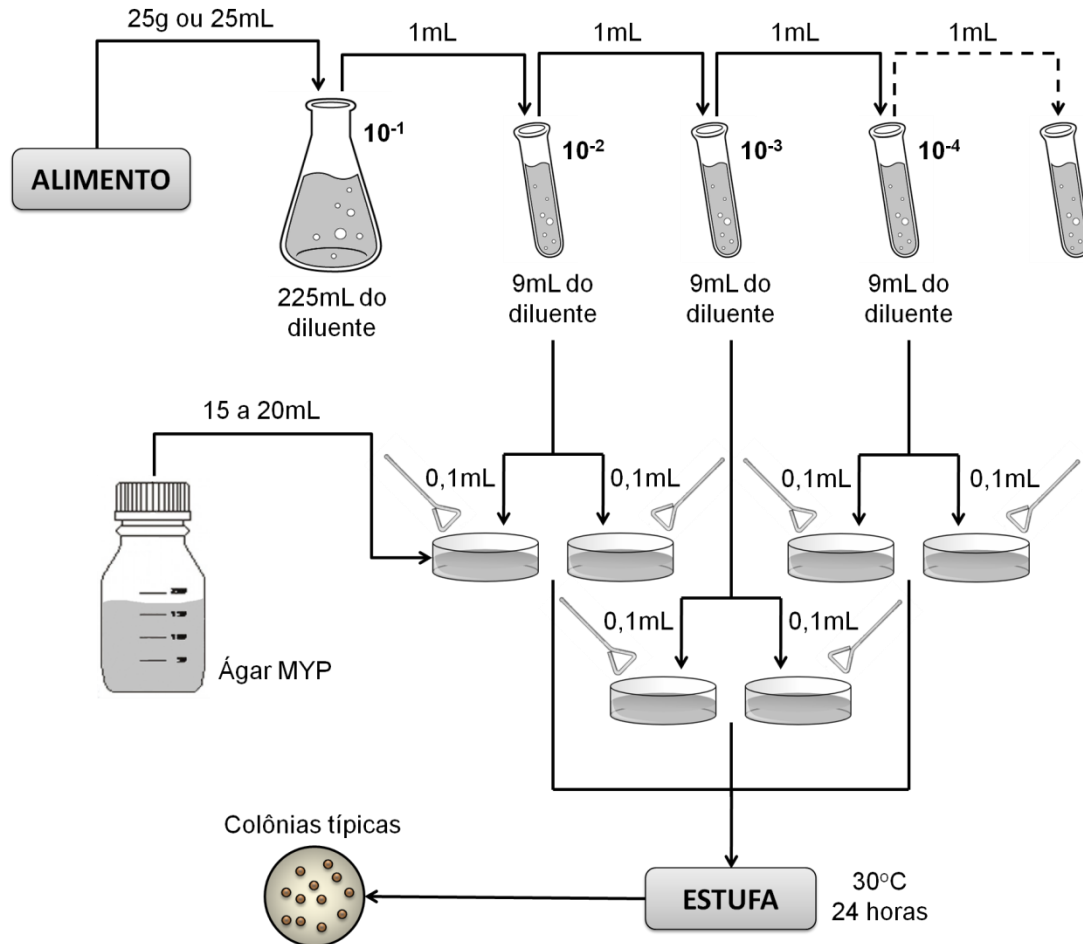 25g ou 25mL
1mL
1mL
1mL
1mL
ALIMENTO
10-1
10-2
10-3
10-4
225mL do
diluente
9mL do
diluente
9mL do
diluente
9mL do
diluente
15 a 20mL
0,1mL
0,1mL
0,1mL
0,1mL
Ágar MYP
0,1mL
0,1mL
Colônias típicas
ESTUFA
30°C
24 horas